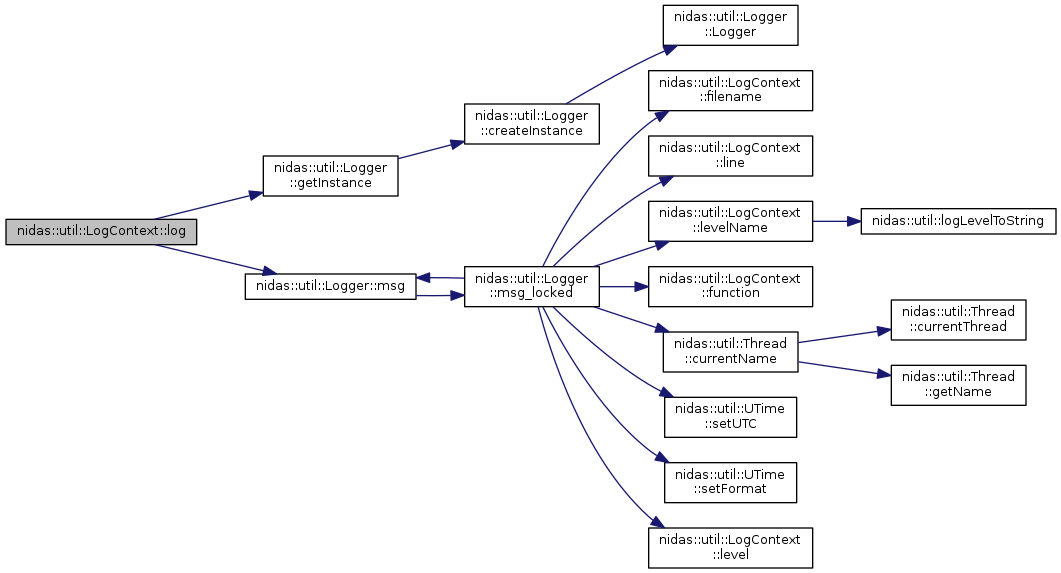 nidas::util::LogContext::log
nidas::util::Logger
::getInstance
nidas::util::Logger::msg
nidas::util::Logger
::createInstance
nidas::util::Logger
::msg_locked
nidas::util::Logger
::Logger
nidas::util::LogContext
::filename
nidas::util::LogContext
::line
nidas::util::LogContext
::levelName
nidas::util::LogContext
::function
nidas::util::Thread
::currentName
nidas::util::UTime
::setUTC
nidas::util::UTime
::setFormat
nidas::util::LogContext
::level
nidas::util::logLevelToString
nidas::util::Thread
::currentThread
nidas::util::Thread
::getName